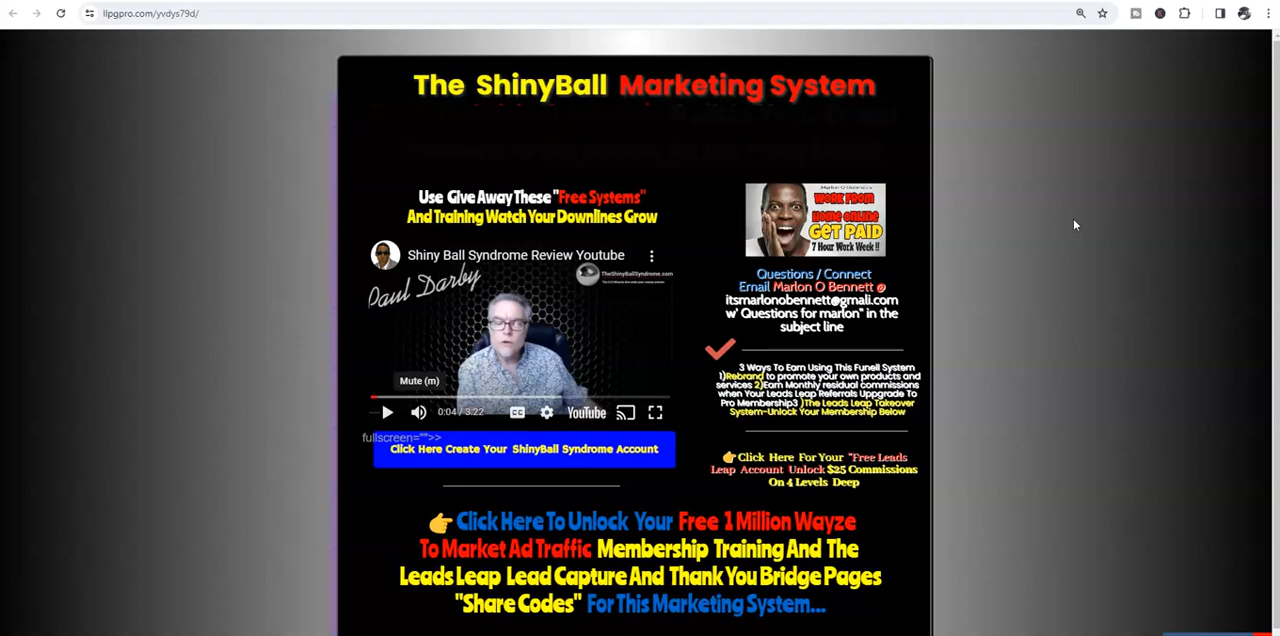 llpgpro.com/yvdys79d/
The ShinyBall Marketing System
Use Give Away These "Free Systems"
And Training Watch Your Downlines Grow
Shiny Ball Syndrome Review Youtube
Paul Darby
TheShinyBallSyndrome.com
Mute (m)
0:04 / 3:22
CC
YouTube
fullscreen="">>
Click Here Create Your ShinyBall Syndrome Account
WORK FROM
HOME ONLINE
GET PAID
7 Hour Work Week !!
Questions / Connect
Email Marlon O Bennett @
itsmarlonobennett@gmali.com
w' Questions for marlon" in the
subject line
3 Ways To Earn Using This Funell System
1)Rebrand to promote your own products and
services 2)Earn Monthly residual commissions
when Your Leads Leap Referrals Upgrade To
Pro Membership3 )The Leads Leap Takeover
System-Unlock Your Membership Below
👉Click Here For Your "Free Leads
Leap Account Unlock $25 Commissions
On 4 Levels Deep
👉Click Here To Unlock Your Free 1 Million Wayze
To Market Ad Traffic Membership Training And The
Leads Leap Lead Capture And Thank You Bridge Pages
"Share Codes" For This Marketing System...